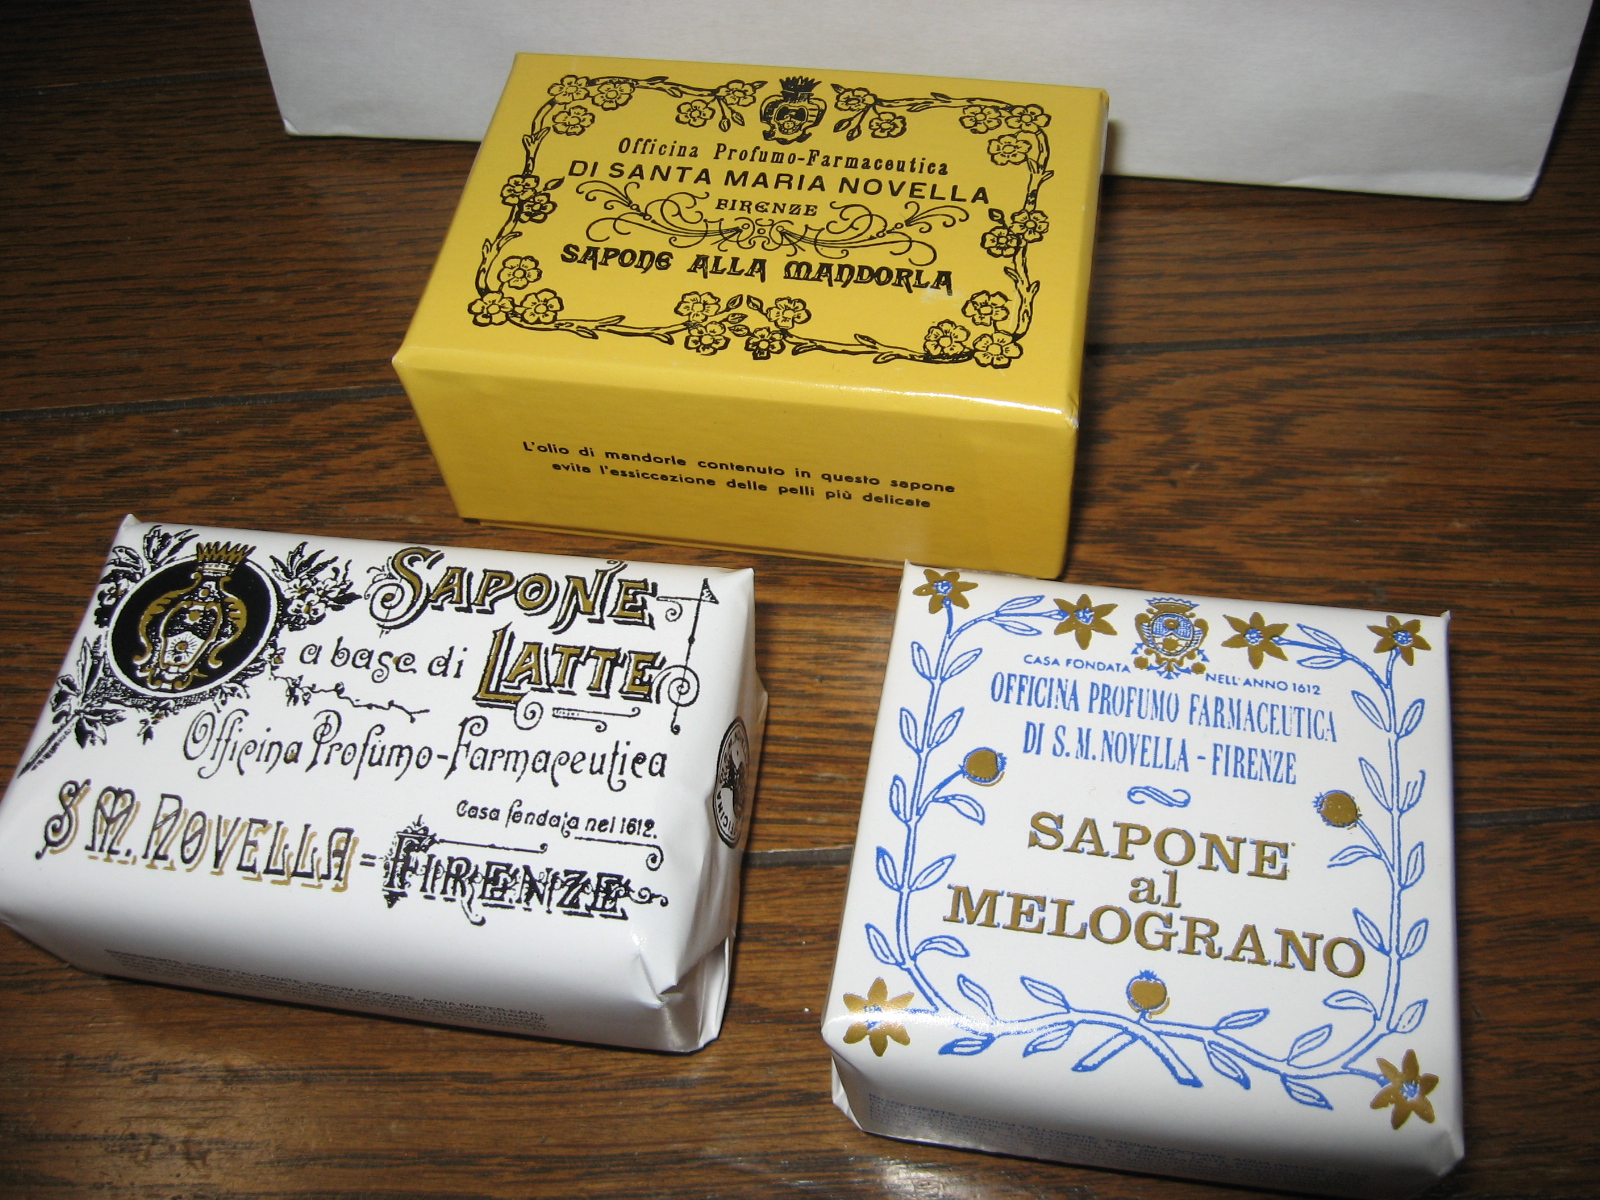 Officina Profumo-Farmaceutica
DI SANTA MARIA NOVELLA
FIRENZE
SAPONE ALLA MANDORLA
L'olio di mandorle contenuto in questo sapone
evita l'essiccazione delle pelli più delicate
SAPONE
a base di LATTE
Officina Profumo-Farmaceutica
Casa fondata nel 1612.
S. M. NOVELLA = FIRENZE
CASA FONDATA NELL'ANNO 1612
OFFICINA PROFUMO FARMACEUTICA
DI S. M. NOVELLA - FIRENZE
SAPONE
al
MELOGRANO